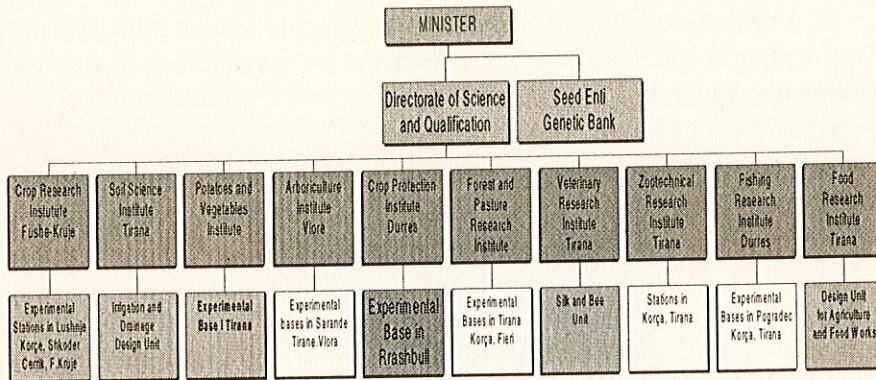 MINISTER
Directorate of Science
and Qualification
Seed Enti
Genetic Bank
Crop Research
Instutute
Fushe-Kruje
Soil Science
Institute
Tirana
Potatoes and
Vegetables
Institute
Arboriculture
Institute
Vlora
Crop Protection
Institute
Durres
Forest and
Pasture
Research
Institute
Veterinary
Research
Institute
Tirana
Zootechnical
Research
Institute
Tirana
Fishing
Research
Institute
Durres
Food
Research
Institute
Tirana
Experimental
Stations in Lushnje
Korçe, Shkoder
Cerrik, F.Kruje
Irrigation and
Drainage
Design Unit
Experimental
Base I Tirana
Experimental
bases in Sarande
Tirane,Vlora
Experimental
Base in
Rrashbull
Experimental
Bases in Tirana
Korça, Fieri
Silk and Bee
Unit
Stations in
Korça, Tirana
Experimental
Bases in Pogradec
Korça, Tirana
Design Unit
for Agriculture
and Food Works